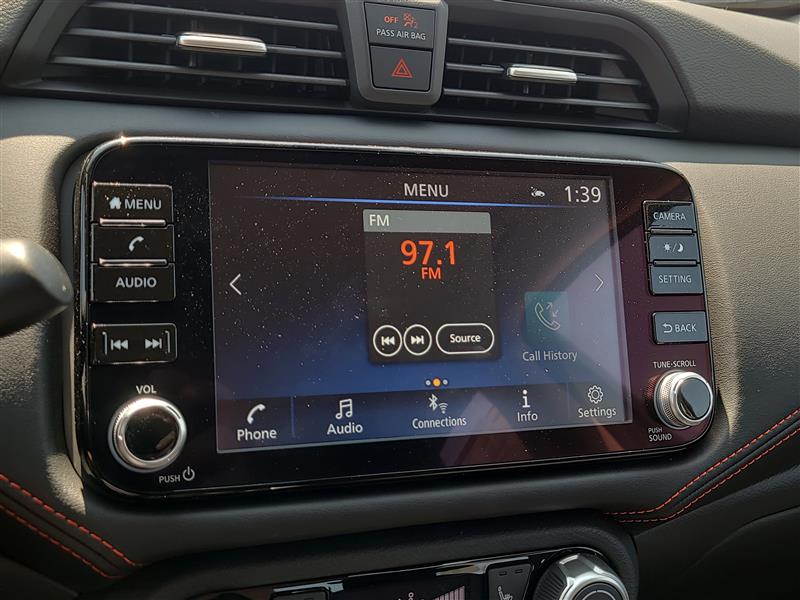 OFF 2
PASS AIR BAG
MENU
AUDIO
VOL
PUSH
MENU
1:39
FM
97.1
FM
Source
Call History
Phone
Audio
Connections
Info
Settings
CAMERA
SETTING
BACK
TUNE·SCROLL
PUSH
SOUND